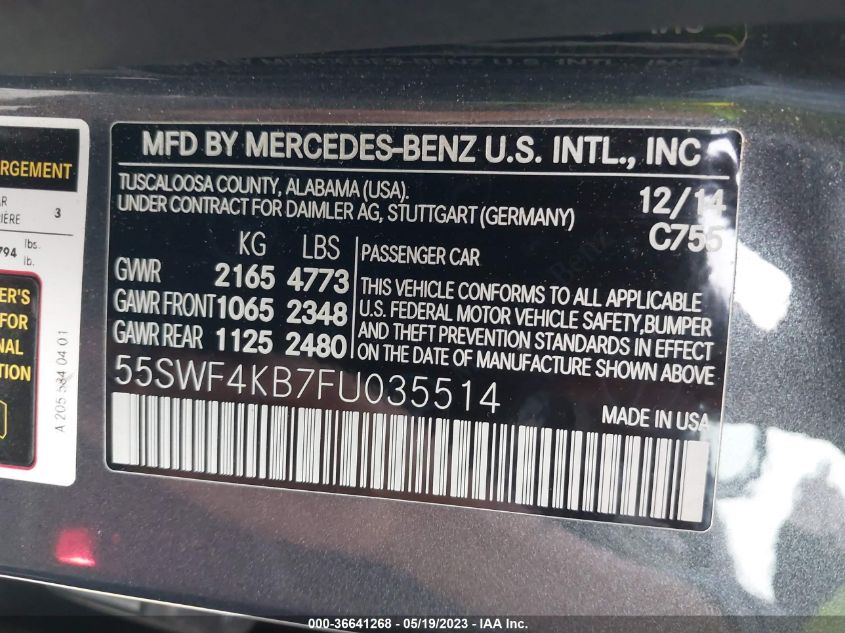 RGEMENT
3
794 lbs.
lb.
ER'S
FOR
NAL
TION
A 205 584 04 01
MFD BY MERCEDES-BENZ U.S. INTL., INC
TUSCALOOSA COUNTY, ALABAMA (USA). 12/14
UNDER CONTRACT FOR DAIMLER AG, STUTTGART (GERMANY) C755
KG LBS
GVWR 2165 4773
GAWR FRONT 1065 2348
GAWR REAR 1125 2480
PASSENGER CAR
THIS VEHICLE CONFORMS TO ALL APPLICABLE
U.S. FEDERAL MOTOR VEHICLE SAFETY,BUMPER
AND THEFT PREVENTION STANDARDS IN EFFECT
ON THE DATE OF MANUFACTURE SHOWN ABOVE
55SWF4KB7FU035514
MADE IN USA
000-36641268 - 05/19/2023 - IAA Inc.